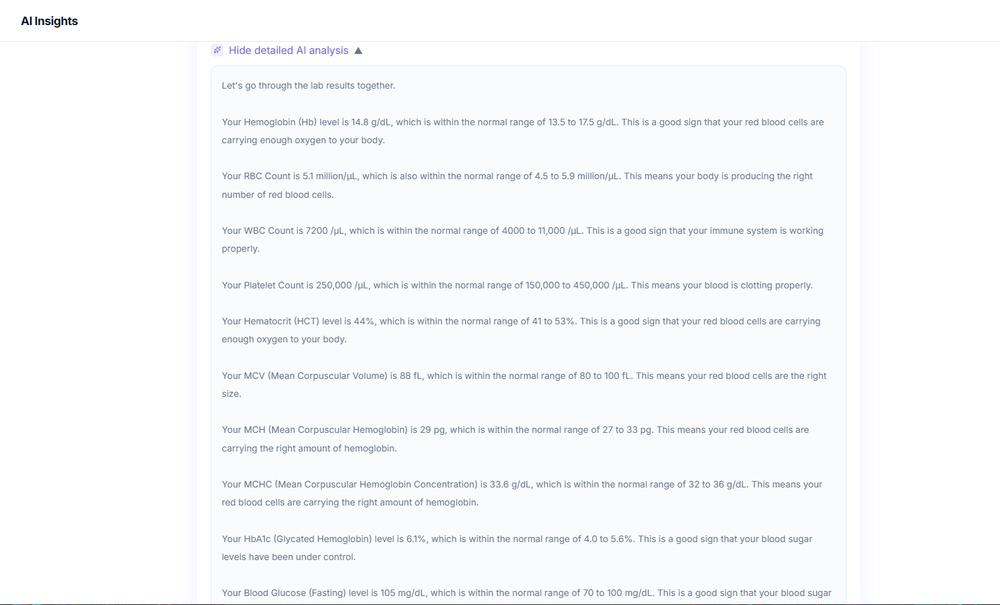 AI Insights
Hide detailed AI analysis ▲
Let's go through the lab results together.
Your Hemoglobin (Hb) level is 14.8 g/dL, which is within the normal range of 13.5 to 17.5 g/dL. This is a good sign that your red blood cells are
carrying enough oxygen to your body.
Your RBC Count is 5.1 million/µL, which is also within the normal range of 4.5 to 5.9 million/µL. This means your body is producing the right
number of red blood cells.
Your WBC Count is 7200 /µL, which is within the normal range of 4000 to 11,000 /µL. This is a good sign that your immune system is working
properly.
Your Platelet Count is 250,000 /µL, which is within the normal range of 150,000 to 450,000 /µL. This means your blood is clotting properly.
Your Hematocrit (HCT) level is 44%, which is within the normal range of 41 to 53%. This is a good sign that your red blood cells are carrying
enough oxygen to your body.
Your MCV (Mean Corpuscular Volume) is 88 fL, which is within the normal range of 80 to 100 fL. This means your red blood cells are the right
size.
Your MCH (Mean Corpuscular Hemoglobin) is 29 pg, which is within the normal range of 27 to 33 pg. This means your red blood cells are
carrying the right amount of hemoglobin.
Your MCHC (Mean Corpuscular Hemoglobin Concentration) is 33.6 g/dL, which is within the normal range of 32 to 36 g/dL. This means your
red blood cells are carrying the right amount of hemoglobin.
Your HbA1c (Glycated Hemoglobin) level is 6.1%, which is within the normal range of 4.0 to 5.6%. This is a good sign that your blood sugar
levels have been under control.
Your Blood Glucose (Fasting) level is 105 mg/dL, which is within the normal range of 70 to 100 mg/dL. This is a good sign that your blood sugar